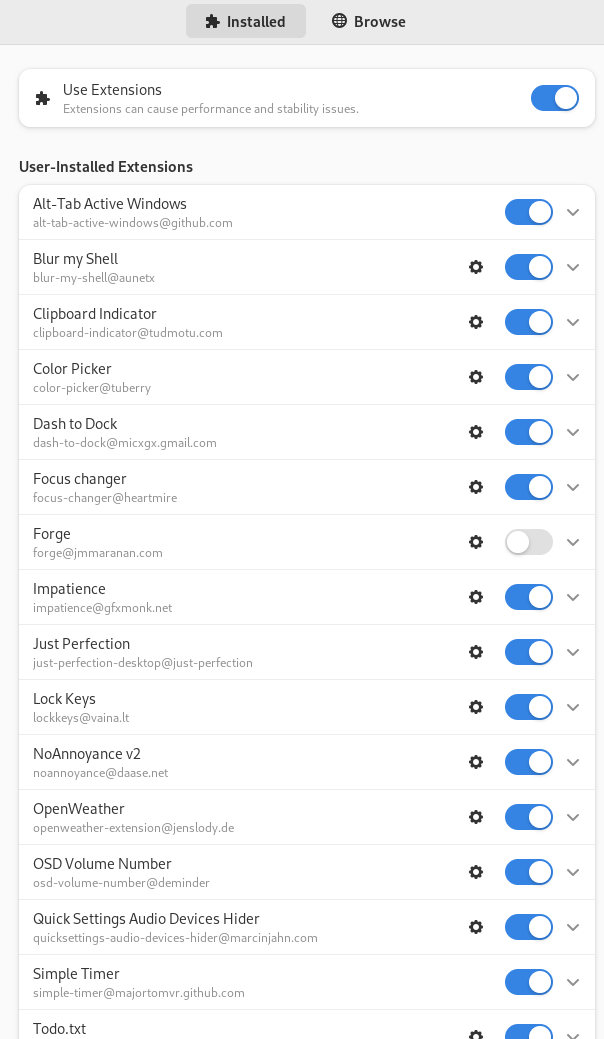 Installed
Browse
Use Extensions
Extensions can cause performance and stability issues.
User-Installed Extensions
Alt-Tab Active Windows
alt-tab-active-windows@github.com
Blur my Shell
blur-my-shell@aunetx
Clipboard Indicator
clipboard-indicator@tudmotu.com
Color Picker
color-picker@tuberry
Dash to Dock
dash-to-dock@micxgx.gmail.com
Focus changer
focus-changer@heartmire
Forge
forge@jmmaranan.com
Impatience
impatience@gfxmonk.net
Just Perfection
just-perfection-desktop@just-perfection
Lock Keys
lockkeys@vaina.lt
NoAnnoyance v2
noannoyance@daase.net
OpenWeather
openweather-extension@jenslody.de
OSD Volume Number
osd-volume-number@deminder
Quick Settings Audio Devices Hider
quicksettings-audio-devices-hider@marcinjahn.com
Simple Timer
simple-timer@majortomvr.github.com
Todo.txt